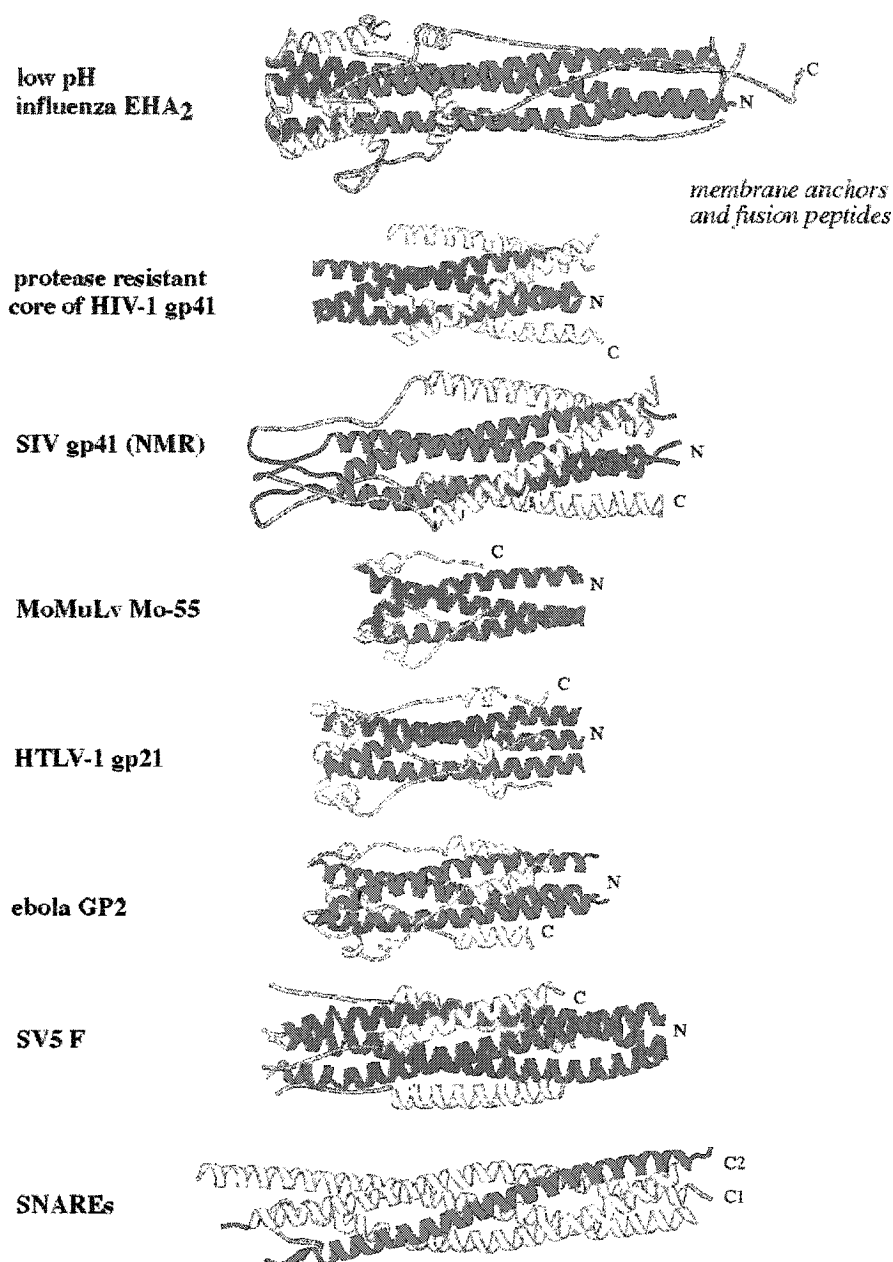 low pH
influenza EHA2
C
N
membrane anchors
and fusion peptides
protease resistant
core of HIV-1 gp41
N
C
SIV gp41 (NMR)
N
C
MoMuLv Mo-55
C
N
HTLV-1 gp21
C
N
ebola GP2
N
C
SV5 F
C
N
SNAREs
C2
C1